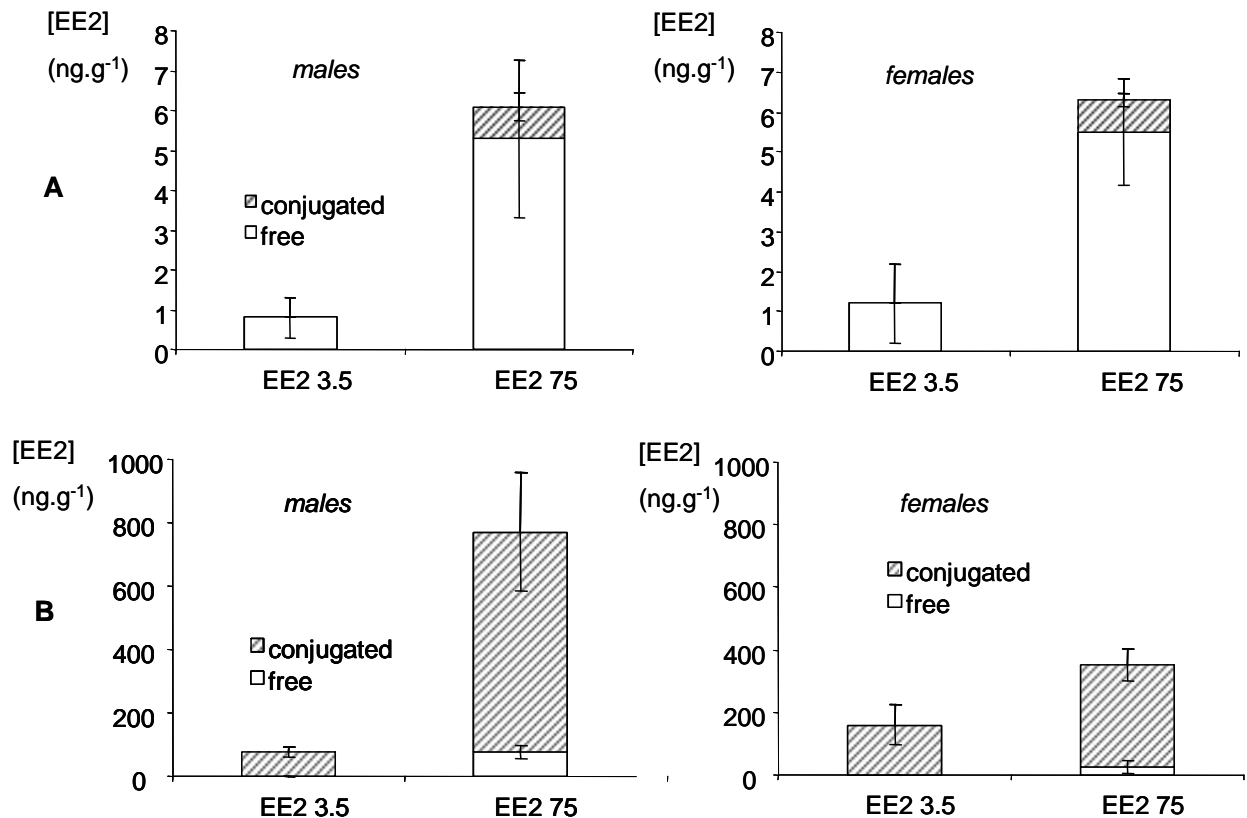 [EE2]
(ng.g-1)
8
7
6
5
4
3
2
1
0
males
A
conjugated
free
EE2 3.5
EE2 75
[EE2]
(ng.g-1)
8
7
6
5
4
3
2
1
0
females
EE2 3.5
EE2 75
[EE2]
(ng.g-1)
1000
800
600
400
200
0
males
B
conjugated
free
EE2 3.5
EE2 75
[EE2]
(ng.g-1)
1000
800
600
400
200
0
females
conjugated
free
EE2 3.5
EE2 75